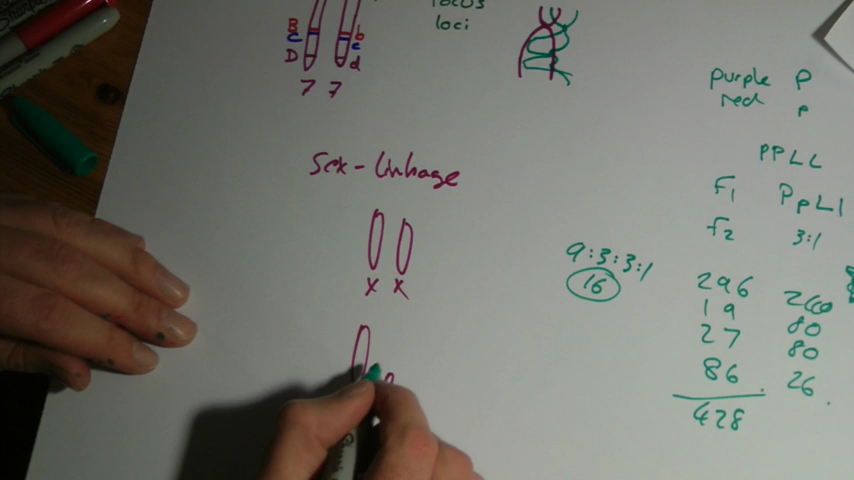 locus
loci
B b
C c
D d
7 7
Sex-linkage
X X
9:3:3:1
16
purple P
red p
PPLL
F1 PpLl
F2 3:1
296 260
19 80
27 80
86 26
428